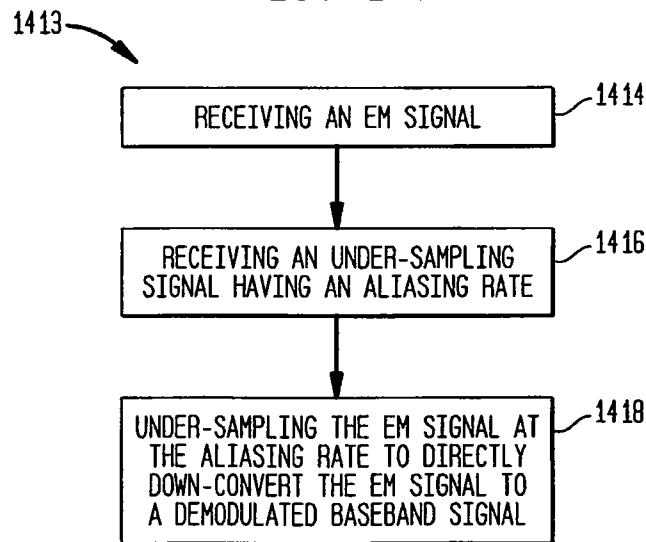 1413
RECEIVING AN EM SIGNAL
1414
RECEIVING AN UNDER-SAMPLING
SIGNAL HAVING AN ALIASING RATE
1416
UNDER-SAMPLING THE EM SIGNAL AT
THE ALIASING RATE TO DIRECTLY
DOWN-CONVERT THE EM SIGNAL TO
A DEMODULATED BASEBAND SIGNAL
1418